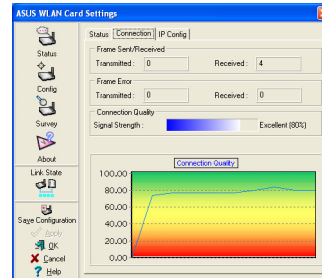 ASUS WLAN Card Settings
Status Connection IP Config
Status
Config
Survey
About
Link State
Save Configuration
Apply
OK
Cancel
Help
Frame Sent/Received
Transmitted : 0 Received : 4
Frame Error
Transmitted : 0 Received : 0
Connection Quality
Signal Strength : Excellent (80%)
Connection Quality
100.00
80.00
60.00
40.00
20.00
0.00